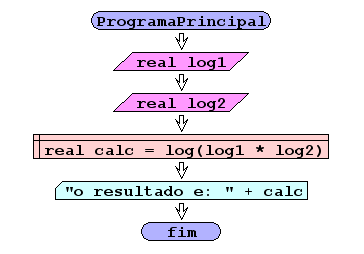 ProgramaPrincipal
real log1
real log2
real calc = log(log1 * log2)
"o resultado e: " + calc
fim